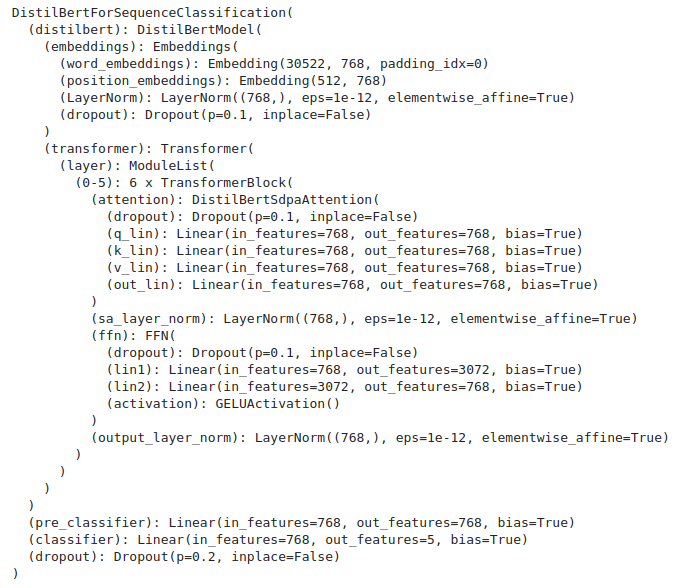 DistilBertForSequenceClassification(
  (distilbert): DistilBertModel(
    (embeddings): Embeddings(
      (word_embeddings): Embedding(30522, 768, padding_idx=0)
      (position_embeddings): Embedding(512, 768)
      (LayerNorm): LayerNorm((768,), eps=1e-12, elementwise_affine=True)
      (dropout): Dropout(p=0.1, inplace=False)
    )
    (transformer): Transformer(
      (layer): ModuleList(
        (0-5): 6 x TransformerBlock(
          (attention): DistilBertSdpaAttention(
            (dropout): Dropout(p=0.1, inplace=False)
            (q_lin): Linear(in_features=768, out_features=768, bias=True)
            (k_lin): Linear(in_features=768, out_features=768, bias=True)
            (v_lin): Linear(in_features=768, out_features=768, bias=True)
            (out_lin): Linear(in_features=768, out_features=768, bias=True)
          )
          (sa_layer_norm): LayerNorm((768,), eps=1e-12, elementwise_affine=True)
          (ffn): FFN(
            (dropout): Dropout(p=0.1, inplace=False)
            (lin1): Linear(in_features=768, out_features=3072, bias=True)
            (lin2): Linear(in_features=3072, out_features=768, bias=True)
            (activation): GELUActivation()
          )
          (output_layer_norm): LayerNorm((768,), eps=1e-12, elementwise_affine=True)
        )
      )
    )
  )
  (pre_classifier): Linear(in_features=768, out_features=768, bias=True)
  (classifier): Linear(in_features=768, out_features=5, bias=True)
  (dropout): Dropout(p=0.2, inplace=False)
)